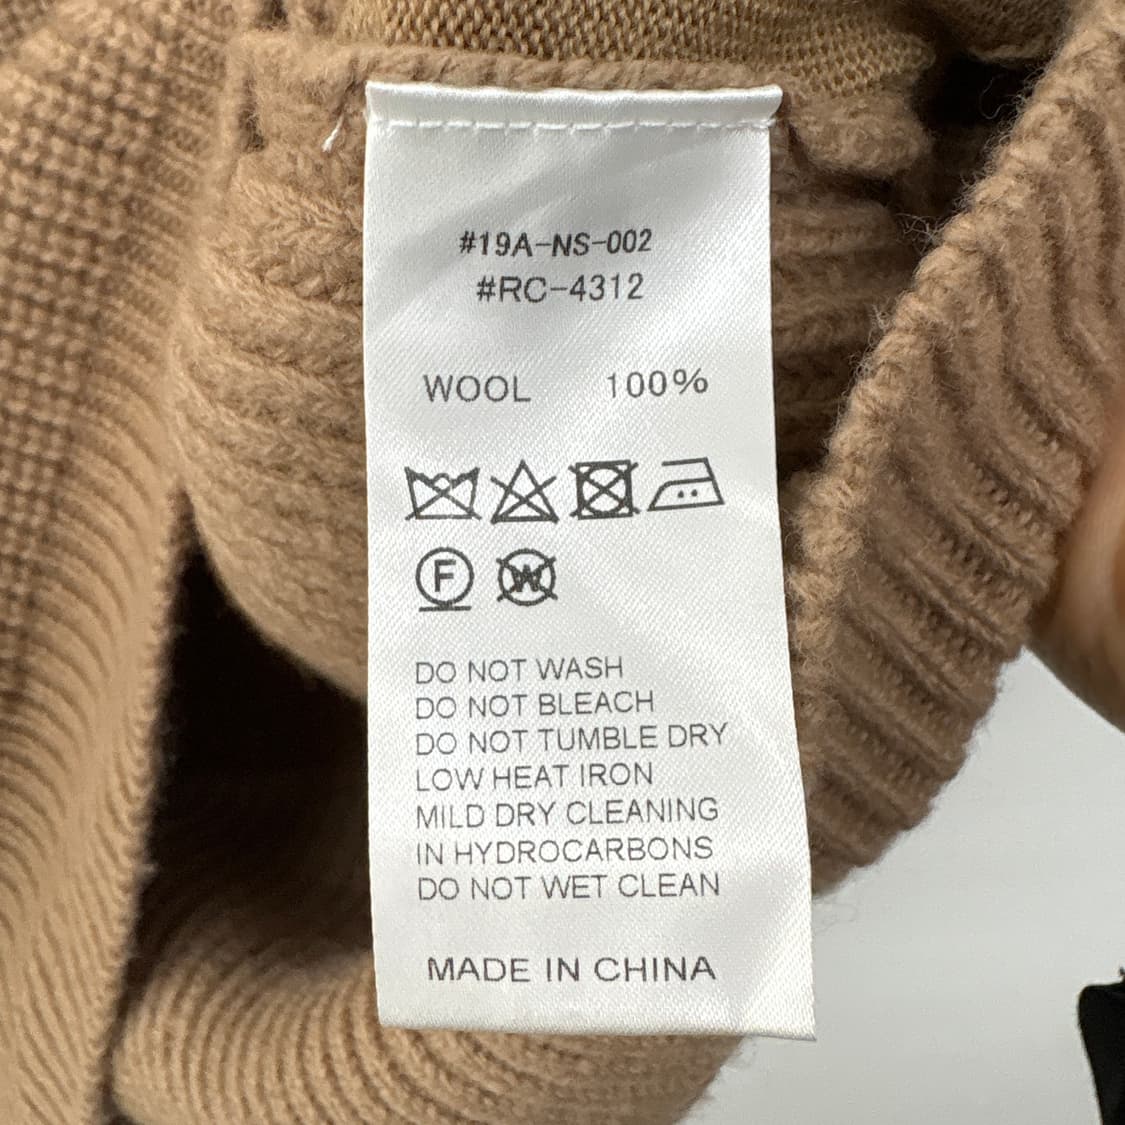 #19A-NS-002
#RC-4312
WOOL 100%
F W
DO NOT WASH
DO NOT BLEACH
DO NOT TUMBLE DRY
LOW HEAT IRON
MILD DRY CLEANING
IN HYDROCARBONS
DO NOT WET CLEAN
MADE IN CHINA